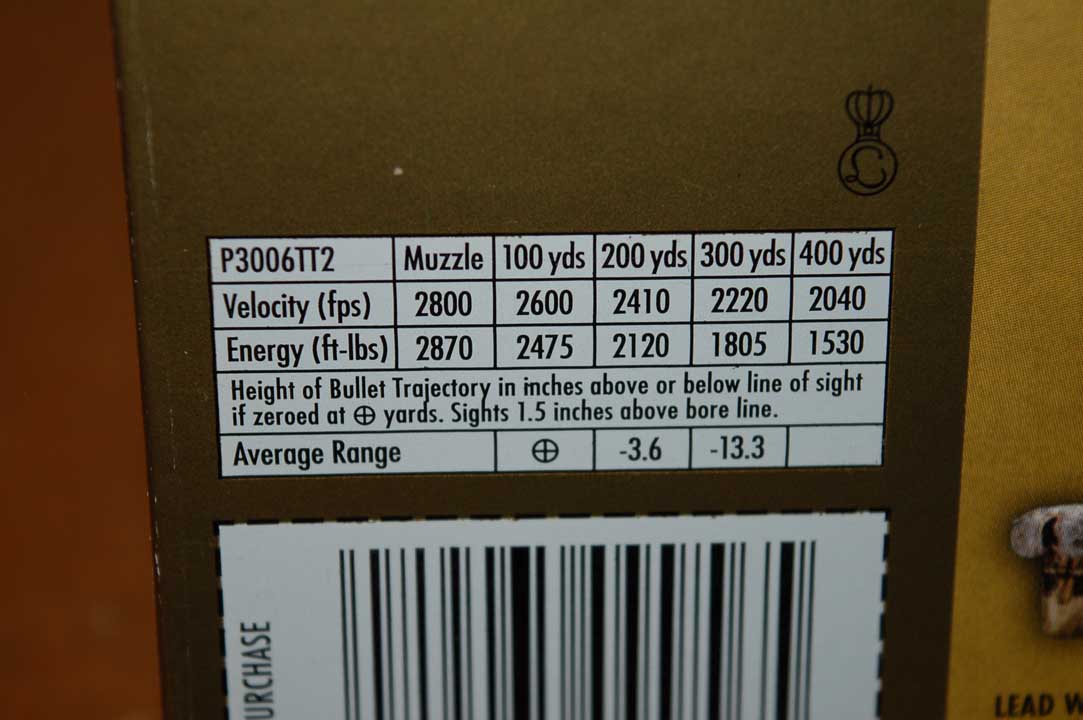 P3006TT2 Muzzle 100 yds 200 yds 300 yds 400 yds
Velocity (fps) 2800 2600 2410 2220 2040
Energy (ft-lbs) 2870 2475 2120 1805 1530
Height of Bullet Trajectory in inches above or below line of sight
if zeroed at ⊕ yards. Sights 1.5 inches above bore line.
Average Range ⊕ -3.6 -13.3
LEAD